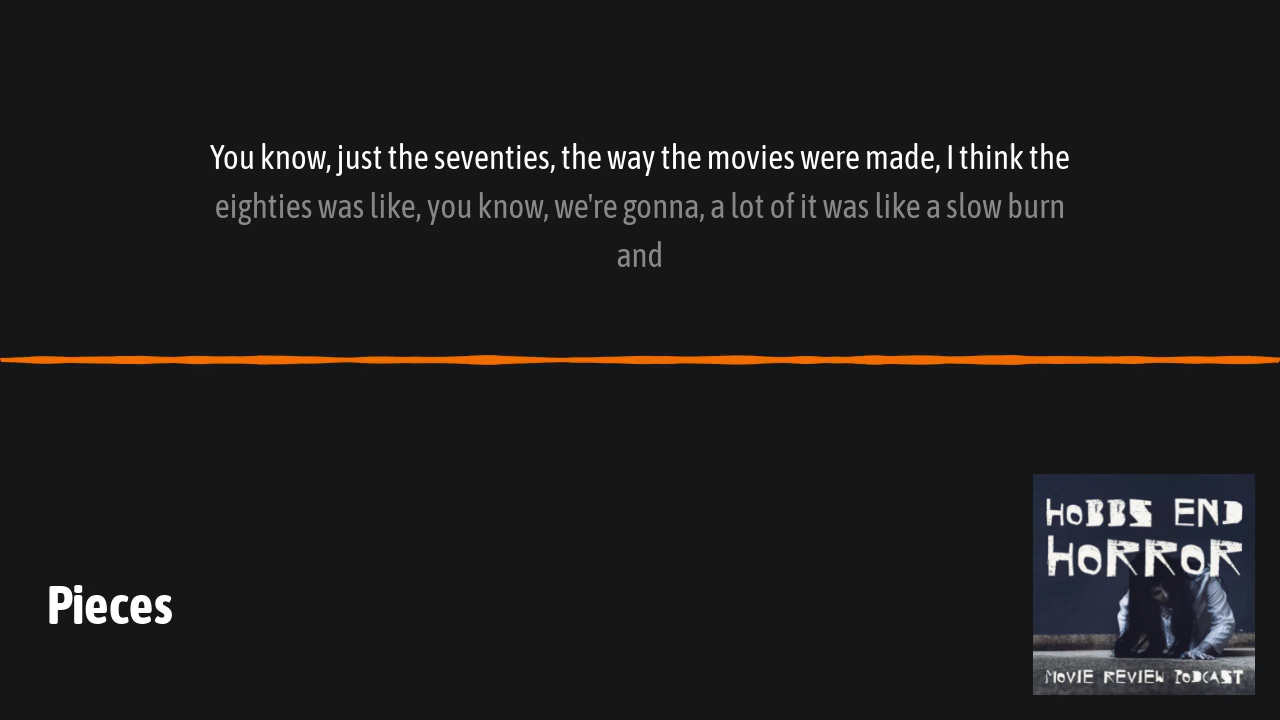 You know, just the seventies, the way the movies were made, I think the
eighties was like, you know, we're gonna, a lot of it was like a slow burn
and
HOBBS END
HORROR
Pieces
MOVIE REVIEW PODCAST